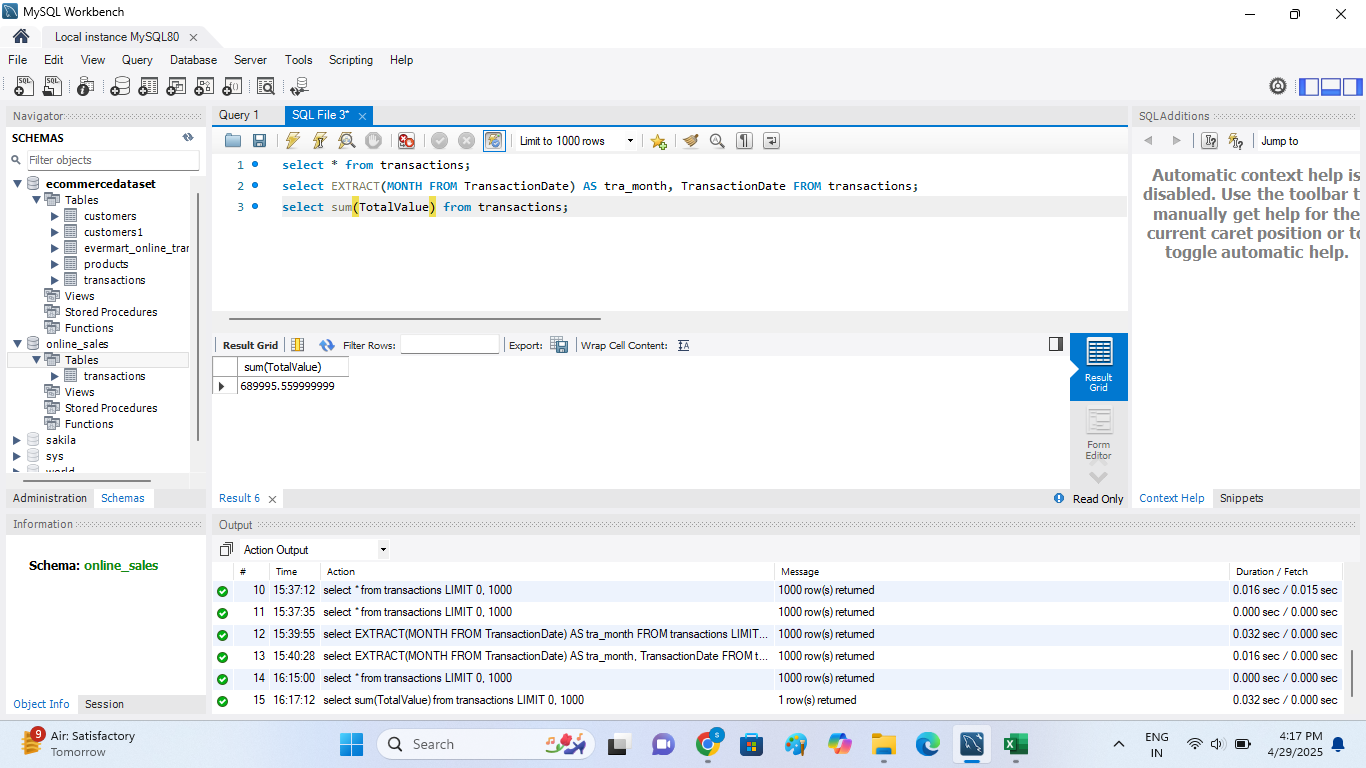 MySQL Workbench
Local instance MySQL80
File Edit View Query Database Server Tools Scripting Help
Navigator
SCHEMAS
Filter objects
ecommercedataset
Tables
customers
customers1
evermart_online_tran
products
transactions
Views
Stored Procedures
Functions
online_sales
Tables
transactions
Views
Stored Procedures
Functions
sakila
sys
world
Administration Schemas
Information
Schema: online_sales
Object Info Session
Query 1 SQL File 3*
Limit to 1000 rows
1 select * from transactions;
2 select EXTRACT(MONTH FROM TransactionDate) AS tra_month, TransactionDate FROM transactions;
3 select sum(TotalValue) from transactions;
Result Grid Filter Rows: Export: Wrap Cell Content:
sum(TotalValue)
689995.559999999
Result Grid
Form Editor
Result 6
Read Only
SQLAdditions
Jump to
Automatic context help is
disabled. Use the toolbar t
manually get help for the
current caret position or to
toggle automatic help.
Context Help Snippets
Output
Action Output
# Time Action Message Duration / Fetch
10 15:37:12 select * from transactions LIMIT 0, 1000 1000 row(s) returned 0.016 sec / 0.015 sec
11 15:37:35 select * from transactions LIMIT 0, 1000 1000 row(s) returned 0.000 sec / 0.000 sec
12 15:39:55 select EXTRACT(MONTH FROM TransactionDate) AS tra_month FROM transactions LIMIT... 1000 row(s) returned 0.032 sec / 0.000 sec
13 15:40:28 select EXTRACT(MONTH FROM TransactionDate) AS tra_month, TransactionDate FROM t... 1000 row(s) returned 0.016 sec / 0.000 sec
14 16:15:00 select * from transactions LIMIT 0, 1000 1000 row(s) returned 0.000 sec / 0.000 sec
15 16:17:12 select sum(TotalValue) from transactions LIMIT 0, 1000 1 row(s) returned 0.032 sec / 0.000 sec
9
Air: Satisfactory
Tomorrow
Search
ENG
IN
4:17 PM
4/29/2025